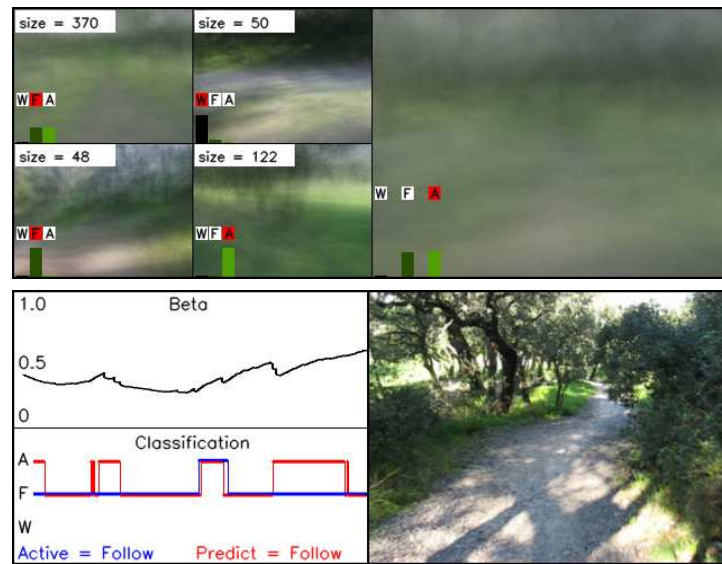 size = 370
size = 50
W F A
W F A
size = 48
size = 122
W F A
W F A
W F A
1.0
Beta
0.5
0
Classification
A
F
W
Active = Follow
Predict = Follow